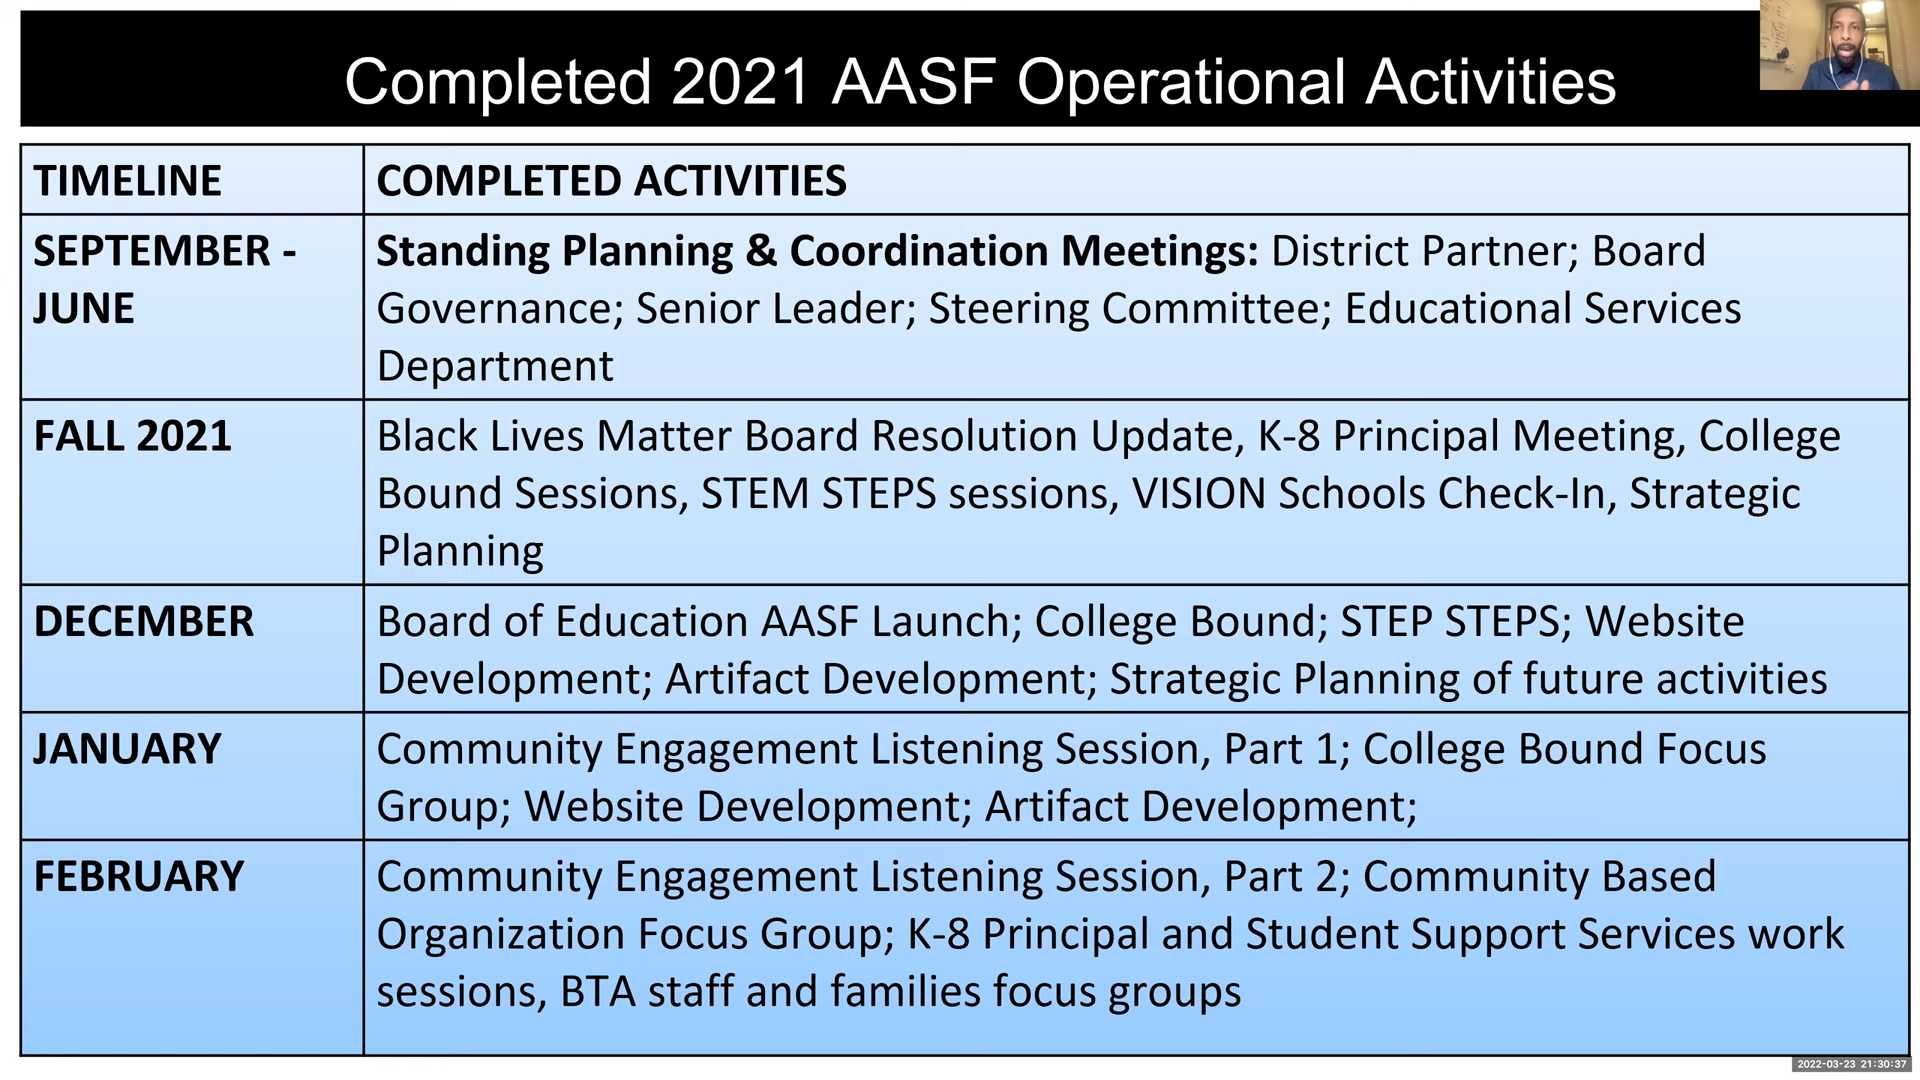 Completed 2021 AASF Operational Activities
TIMELINE
COMPLETED ACTIVITIES
SEPTEMBER -
JUNE
Standing Planning & Coordination Meetings: District Partner; Board
Governance; Senior Leader; Steering Committee; Educational Services
Department
FALL 2021
Black Lives Matter Board Resolution Update, K-8 Principal Meeting, College
Bound Sessions, STEM STEPS sessions, VISION Schools Check-In, Strategic
Planning
DECEMBER
Board of Education AASF Launch; College Bound; STEP STEPS; Website
Development; Artifact Development; Strategic Planning of future activities
JANUARY
Community Engagement Listening Session, Part 1; College Bound Focus
Group; Website Development; Artifact Development;
FEBRUARY
Community Engagement Listening Session, Part 2; Community Based
Organization Focus Group; K-8 Principal and Student Support Services work
sessions, BTA staff and families focus groups
2022-03-23 21:30:37